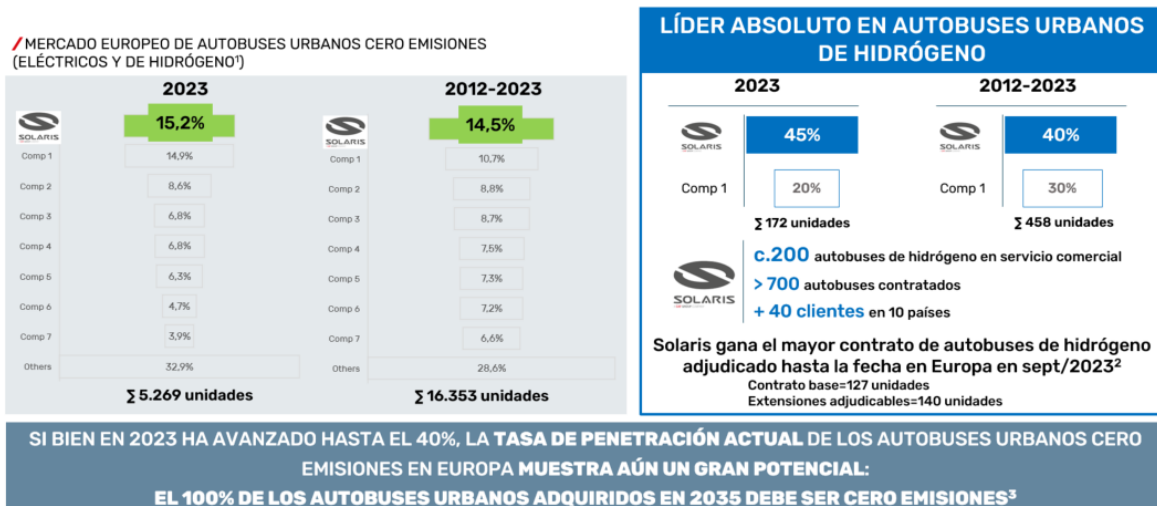 / MERCADO EUROPEO DE AUTOBUSES URBANOS CERO EMISIONES
(ELÉCTRICOS Y DE HIDRÓGENO¹)
2023
SOLARIS
15,2%
Comp 1
14,9%
Comp 2
8,6%
Comp 3
6,8%
Comp 4
6,8%
Comp 5
6,3%
Comp 6
4,7%
Comp 7
3,9%
Others
32,9%
∑ 5.269 unidades
2012-2023
SOLARIS
14,5%
Comp 1
10,7%
Comp 2
8,8%
Comp 3
8,7%
Comp 4
7,5%
Comp 5
7,3%
Comp 6
7,2%
Comp 7
6,6%
Others
28,6%
∑ 16.353 unidades
LÍDER ABSOLUTO EN AUTOBUSES URBANOS
DE HIDRÓGENO
2023
SOLARIS
45%
Comp 1
20%
∑ 172 unidades
2012-2023
SOLARIS
40%
Comp 1
30%
∑ 458 unidades
SOLARIS
c.200 autobuses de hidrógeno en servicio comercial
> 700 autobuses contratados
+ 40 clientes en 10 países
Solaris gana el mayor contrato de autobuses de hidrógeno
adjudicado hasta la fecha en Europa en sept/2023²
Contrato base=127 unidades
Extensiones adjudicables=140 unidades
SI BIEN EN 2023 HA AVANZADO HASTA EL 40%, LA TASA DE PENETRACIÓN ACTUAL DE LOS AUTOBUSES URBANOS CERO
EMISIONES EN EUROPA MUESTRA AÚN UN GRAN POTENCIAL:
EL 100% DE LOS AUTOBUSES URBANOS ADQUIRIDOS EN 2035 DEBE SER CERO EMISIONES³